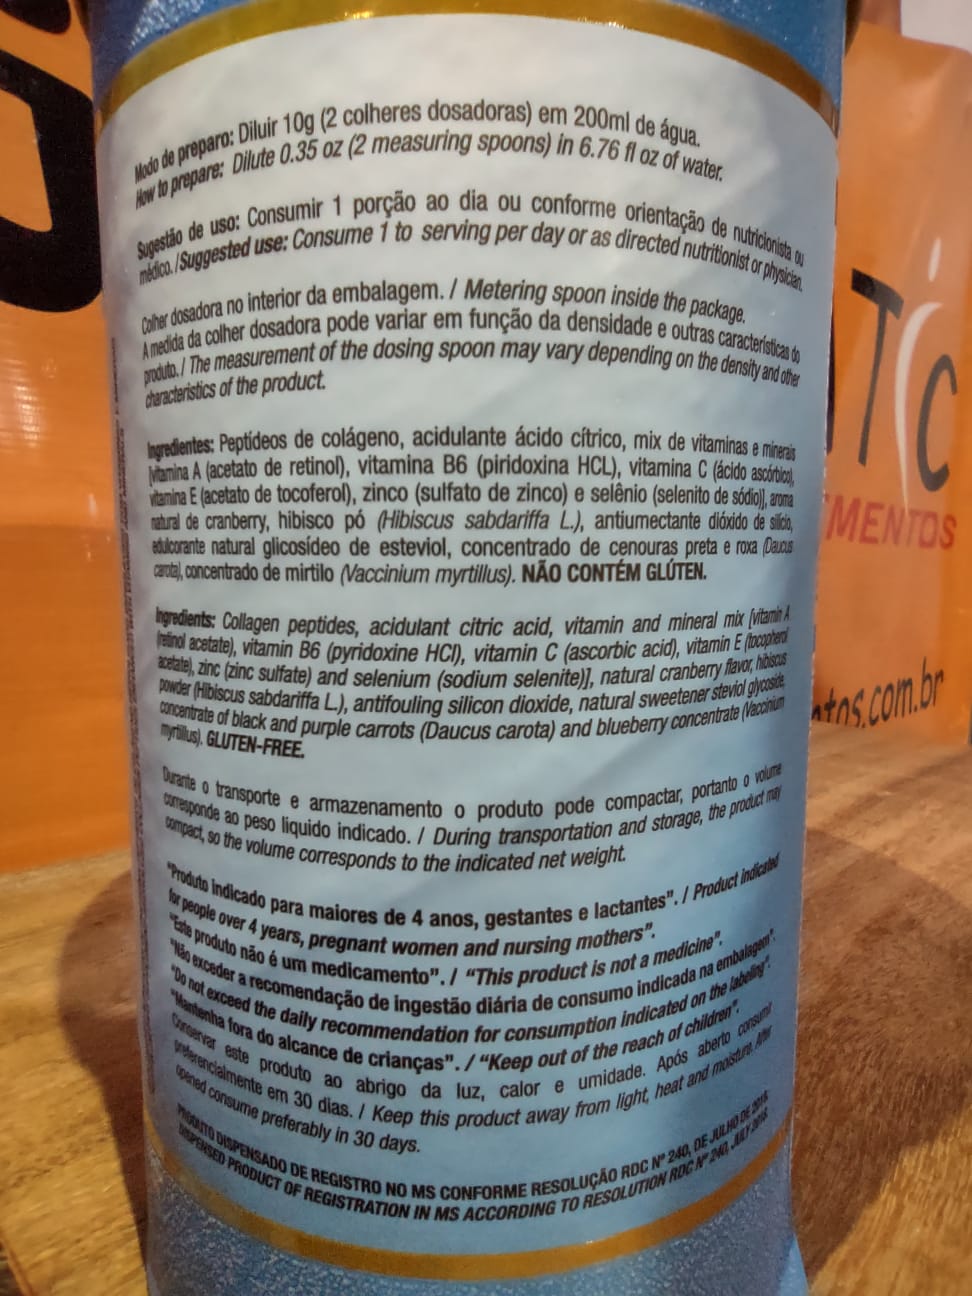 Modo de preparo: Diluir 10g (2 colheres dosadoras) em 200ml de água.
How to prepare: Dilute 0.35 oz (2 measuring spoons) in 6.76 fl oz of water.
Sugestão de uso: Consumir 1 porção ao dia ou conforme orientação de nutricionista ou
médico. / Suggested use: Consume 1 to serving per day or as directed nutritionist or physician.
Colher dosadora no interior da embalagem. / Metering spoon inside the package.
A medida da colher dosadora pode variar em função da densidade e outras características do
produto. / The measurement of the dosing spoon may vary depending on the density and other
characteristics of the product.
Ingredientes: Peptídeos de colágeno, acidulante ácido cítrico, mix de vitaminas e minerais
[vitamina A (acetato de retinol), vitamina B6 (piridoxina HCL), vitamina C (ácido ascórbico),
vitamina E (acetato de tocoferol), zinco (sulfato de zinco) e selênio (selenito de sódio)], aroma
natural de cranberry, hibisco pó (Hibiscus sabdariffa L.), antiumectante dióxido de silício,
edulcorante natural glicosídeo de esteviol, concentrado de cenouras preta e roxa (Daucus
carota), concentrado de mirtilo (Vaccinium myrtillus). NÃO CONTÉM GLÚTEN.
Ingredients: Collagen peptides, acidulant citric acid, vitamin and mineral mix [vitamin A
(retinol acetate), vitamin B6 (pyridoxine HCl), vitamin C (ascorbic acid), vitamin E (tocopherol
acetate), zinc (zinc sulfate) and selenium (sodium selenite)], natural cranberry flavor, hibiscus
powder (Hibiscus sabdariffa L.), antifouling silicon dioxide, natural sweetener steviol glycoside,
concentrate of black and purple carrots (Daucus carota) and blueberry concentrate (Vaccinium
myrtillus). GLUTEN-FREE.
Durante o transporte e armazenamento o produto pode compactar, portanto o volume
corresponde ao peso líquido indicado. / During transportation and storage, the product may
compact, so the volume corresponds to the indicated net weight.
"Produto indicado para maiores de 4 anos, gestantes e lactantes". / Product indicated
for people over 4 years, pregnant women and nursing mothers".
"Este produto não é um medicamento". / "This product is not a medicine".
"Não exceder a recomendação de ingestão diária de consumo indicada na embalagem".
"Do not exceed the daily recommendation for consumption indicated on the labeling".
"Mantenha fora do alcance de crianças". / "Keep out of the reach of children".
Conservar este produto ao abrigo da luz, calor e umidade. Após aberto consumir
preferencialmente em 30 dias. / Keep this product away from light, heat and moisture. After
opened consume preferably in 30 days.
PRODUTO DISPENSADO DE REGISTRO NO MS CONFORME RESOLUÇÃO RDC Nº 240, DE JULHO DE 2018.
DISPENSED PRODUCT OF REGISTRATION IN MS ACCORDING TO RESOLUTION RDC Nº 240, JULY 2018.
Tic
MENTOS
ntos.com.br